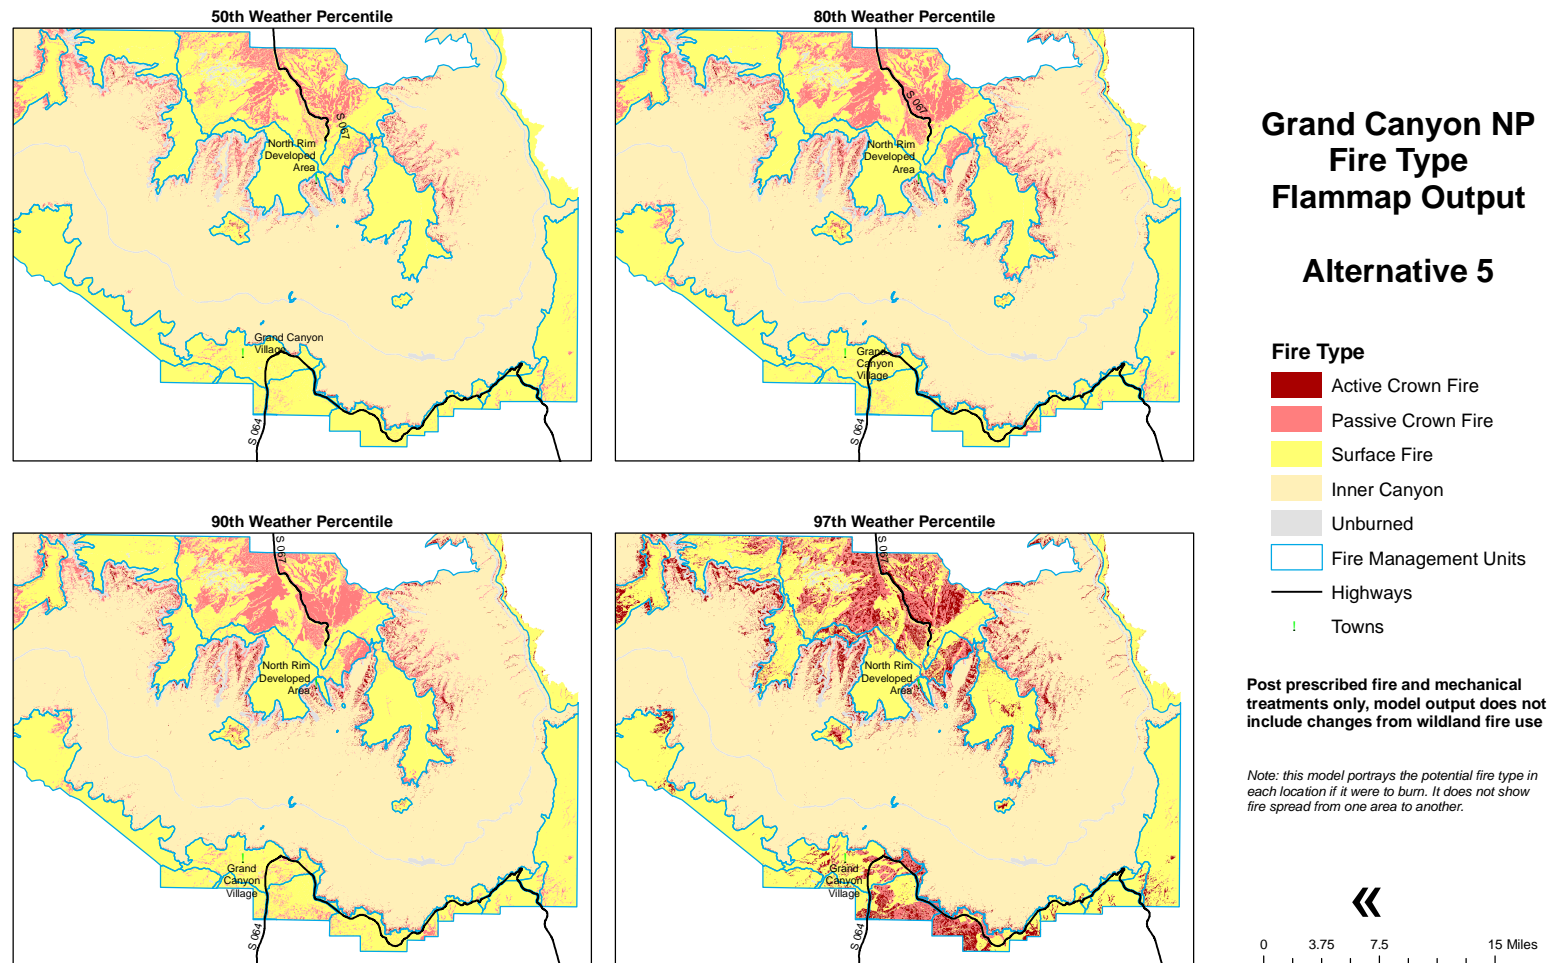 50th Weather Percentile
S 067
North Rim
Developed
Area
Grand Canyon
Village
S 064
80th Weather Percentile
S 067
North Rim
Developed
Area
Grand
Canyon
Village
S 064
90th Weather Percentile
S 067
North Rim
Developed
Area
Grand
Canyon
Village
S 064
97th Weather Percentile
S 067
North Rim
Developed
Area
Grand
Canyon
Village
S 064
Grand Canyon NP
Fire Type
Flammap Output
Alternative 5
Fire Type
Active Crown Fire
Passive Crown Fire
Surface Fire
Inner Canyon
Unburned
Fire Management Units
Highways
Towns
Post prescribed fire and mechanical
treatments only, model output does not
include changes from wildland fire use
Note: this model portrays the potential fire type in
each location if it were to burn. It does not show
fire spread from one area to another.
0 3.75 7.5 15 Miles